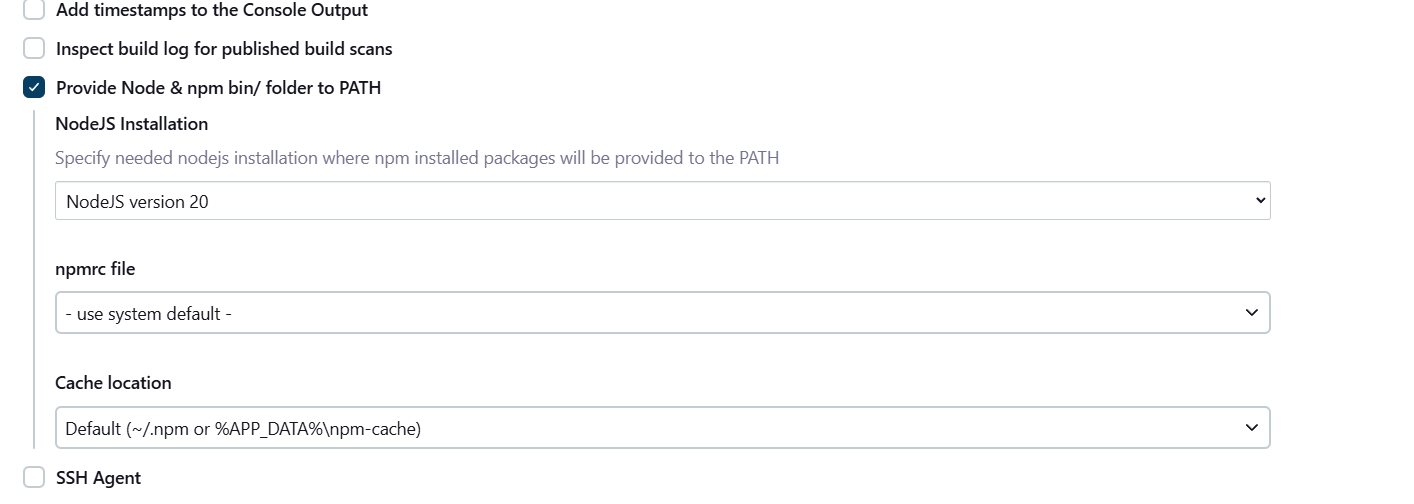 Add timestamps to the Console Output
Inspect build log for published build scans
Provide Node & npm bin/ folder to PATH
NodeJS Installation
Specify needed nodejs installation where npm installed packages will be provided to the PATH
NodeJS version 20
npmrc file
- use system default -
Cache location
Default (~/.npm or %APP_DATA%\npm-cache)
SSH Agent